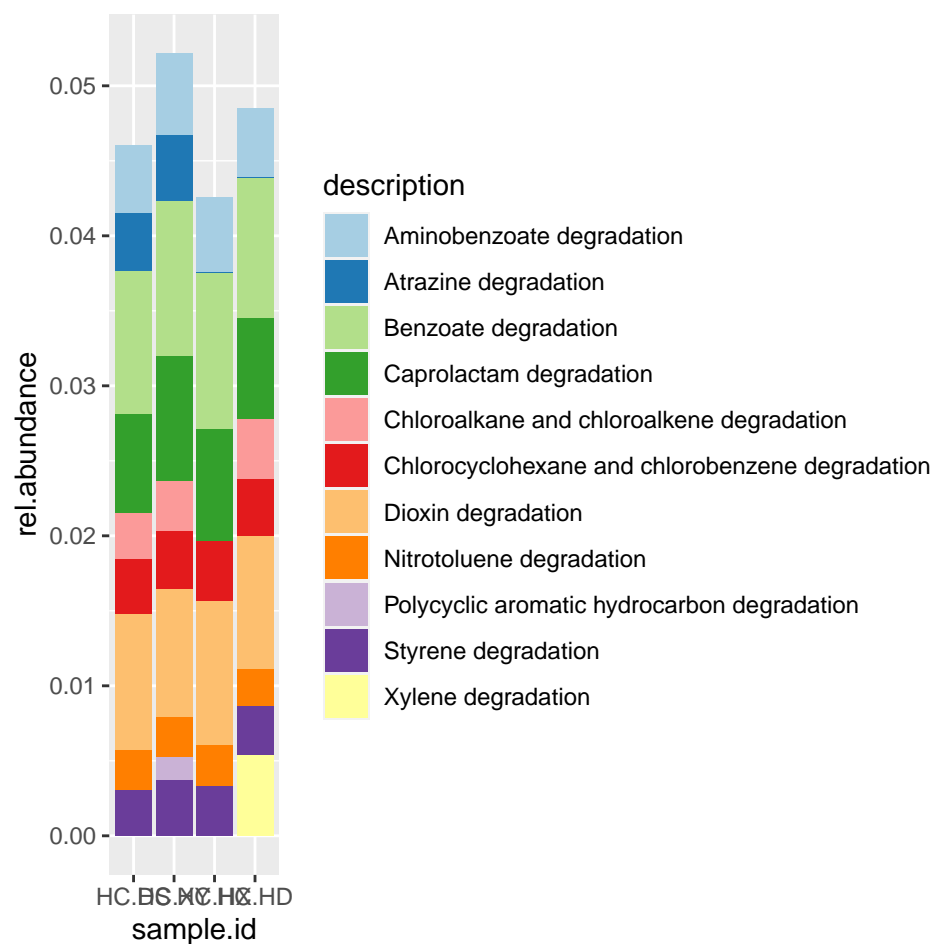 0.05
0.04
0.03
0.02
0.01
0.00
rel.abundance
sample.id
description
Aminobenzoate degradation
Atrazine degradation
Benzoate degradation
Caprolactam degradation
Chloroalkane and chloroalkene degradation
Chlorocyclohexane and chlorobenzene degradation
Dioxin degradation
Nitrotoluene degradation
Polycyclic aromatic hydrocarbon degradation
Styrene degradation
Xylene degradation